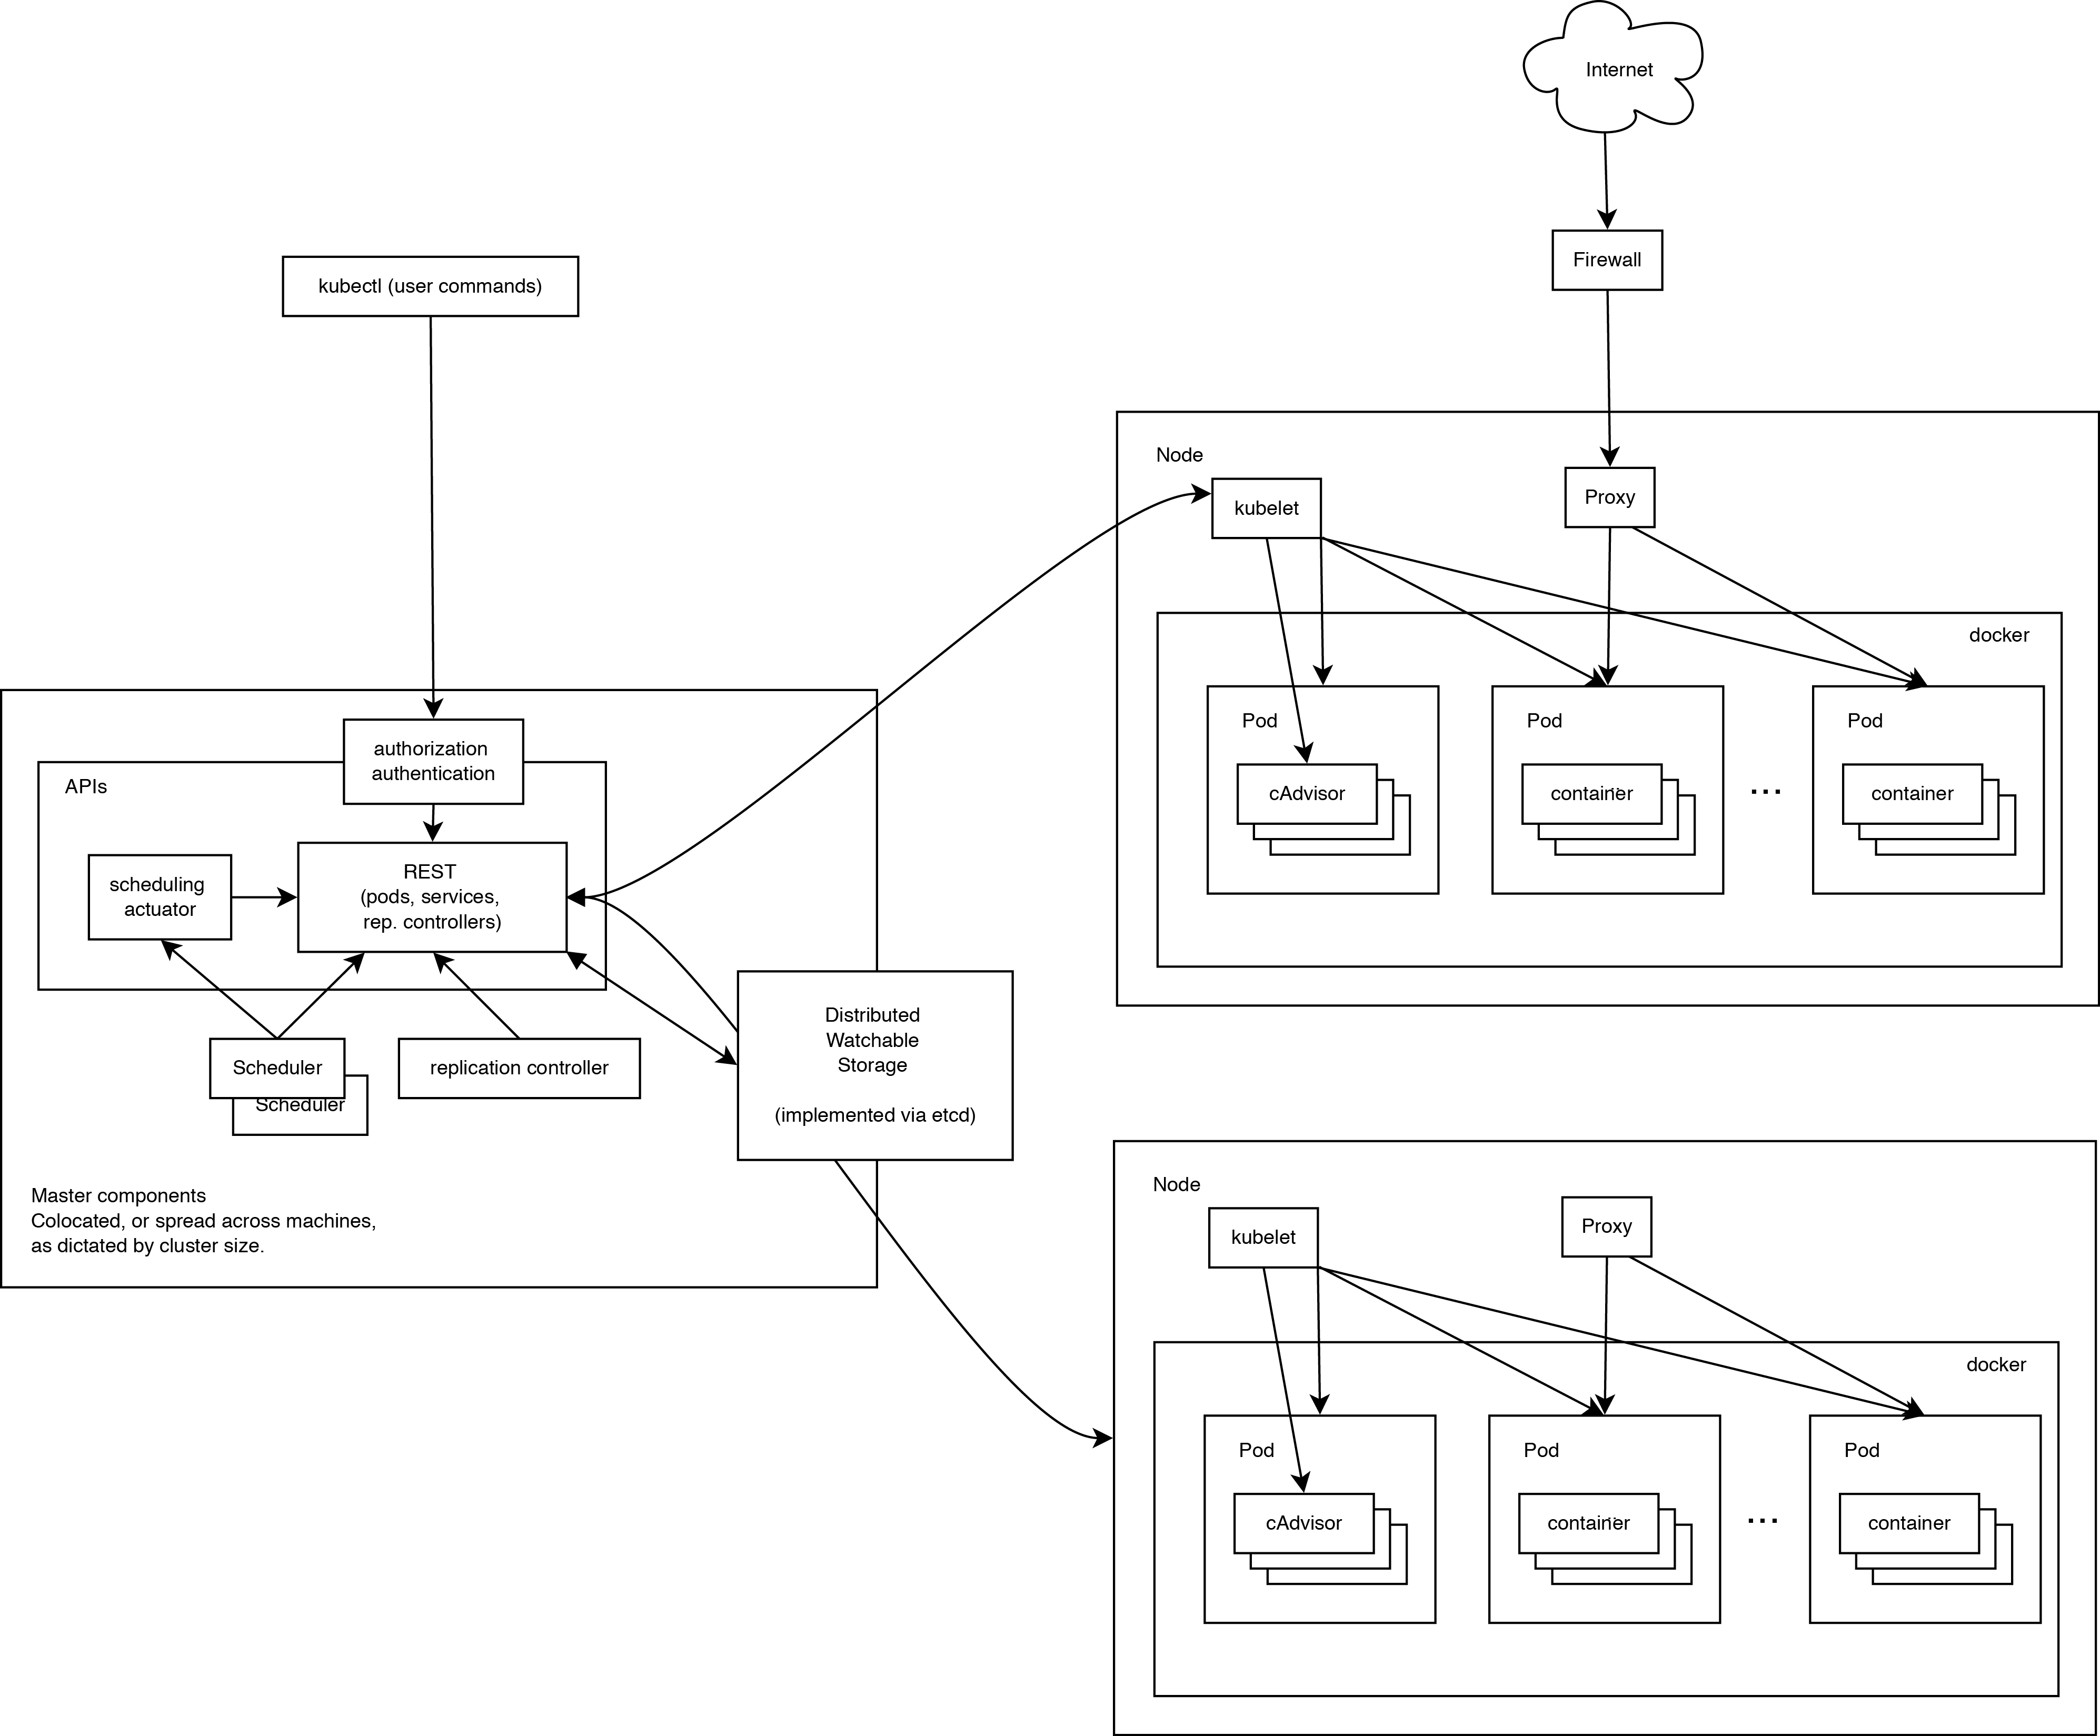 Internet
Firewall
kubectl (user commands)
Node
kubelet
Proxy
docker
Pod
cAdvisor
Pod
container
...
Pod
container
authorization
authentication
APIs
scheduling
actuator
REST
(pods, services,
rep. controllers)
Scheduler
Scheduler
replication controller
Distributed
Watchable
Storage
(implemented via etcd)
Master components
Colocated, or spread across machines,
as dictated by cluster size.
Node
kubelet
Proxy
docker
Pod
cAdvisor
Pod
container
...
Pod
container